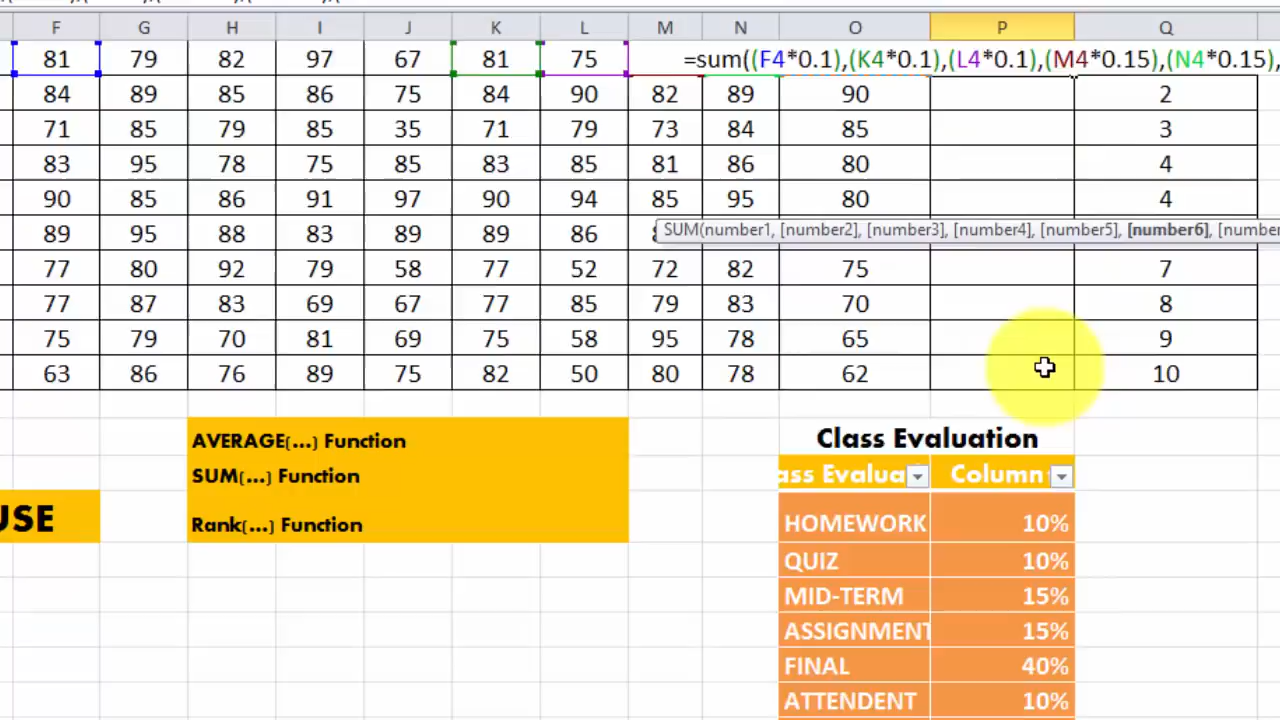 F G H I J K L M N O P Q
81 79 82 97 67 81 75 =sum((F4*0.1),(K4*0.1),(L4*0.1),(M4*0.15),(N4*0.15),
84 89 85 86 75 84 90 82 89 90 2
71 85 79 85 35 71 79 73 84 85 3
83 95 78 75 85 83 85 81 86 80 4
90 85 86 91 97 90 94 85 95 80 4
89 95 88 83 89 89 86 SUM(number1, [number2], [number3], [number4], [number5], [number6], [number
77 80 92 79 58 77 52 72 82 75 7
77 87 83 69 67 77 85 79 83 70 8
75 79 70 81 69 75 58 95 78 65 9
63 86 76 89 75 82 50 80 78 62 10
AVERAGE(...) Function
SUM(...) Function
Rank(...) Function
USE
Class Evaluation
ass Evalua Column
HOMEWORK 10%
QUIZ 10%
MID-TERM 15%
ASSIGNMENT 15%
FINAL 40%
ATTENDENT 10%